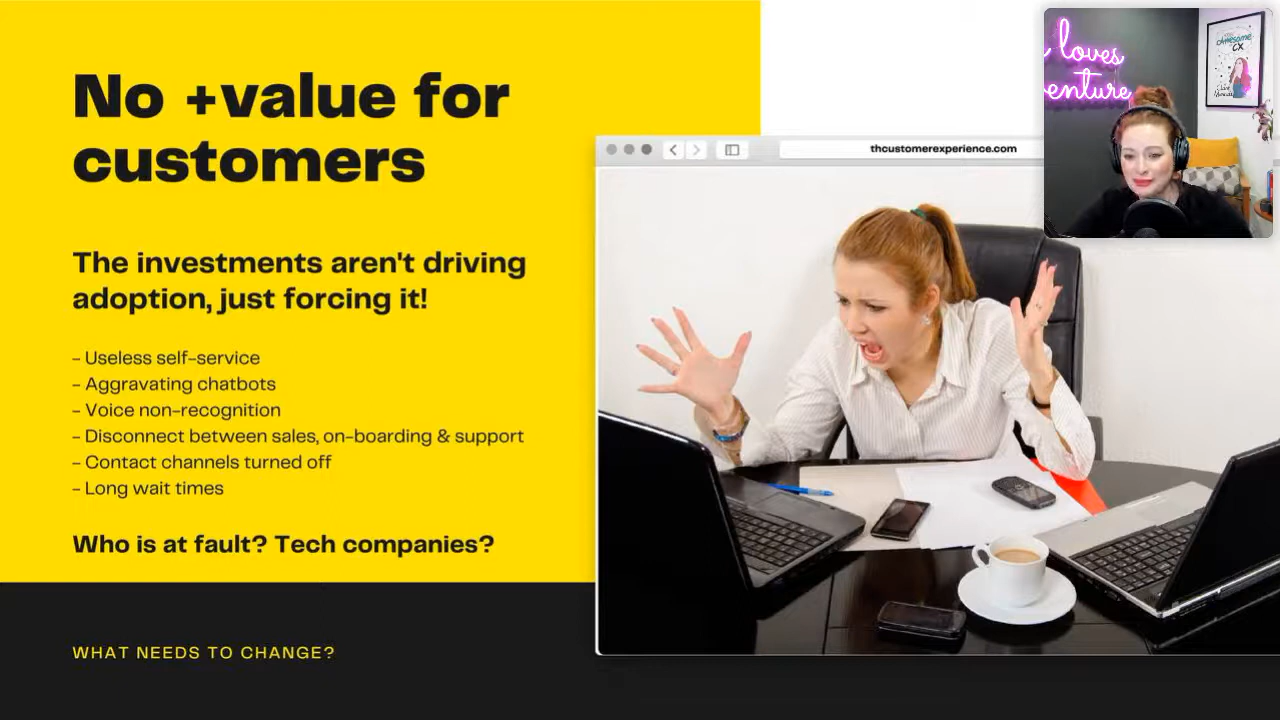 No +value for
customers
The investments aren't driving
adoption, just forcing it!
- Useless self-service
- Aggravating chatbots
- Voice non-recognition
- Disconnect between sales, on-boarding & support
- Contact channels turned off
- Long wait times
Who is at fault? Tech companies?
WHAT NEEDS TO CHANGE?
thcustomerexperience.com
loves
venture
Awesome
CX